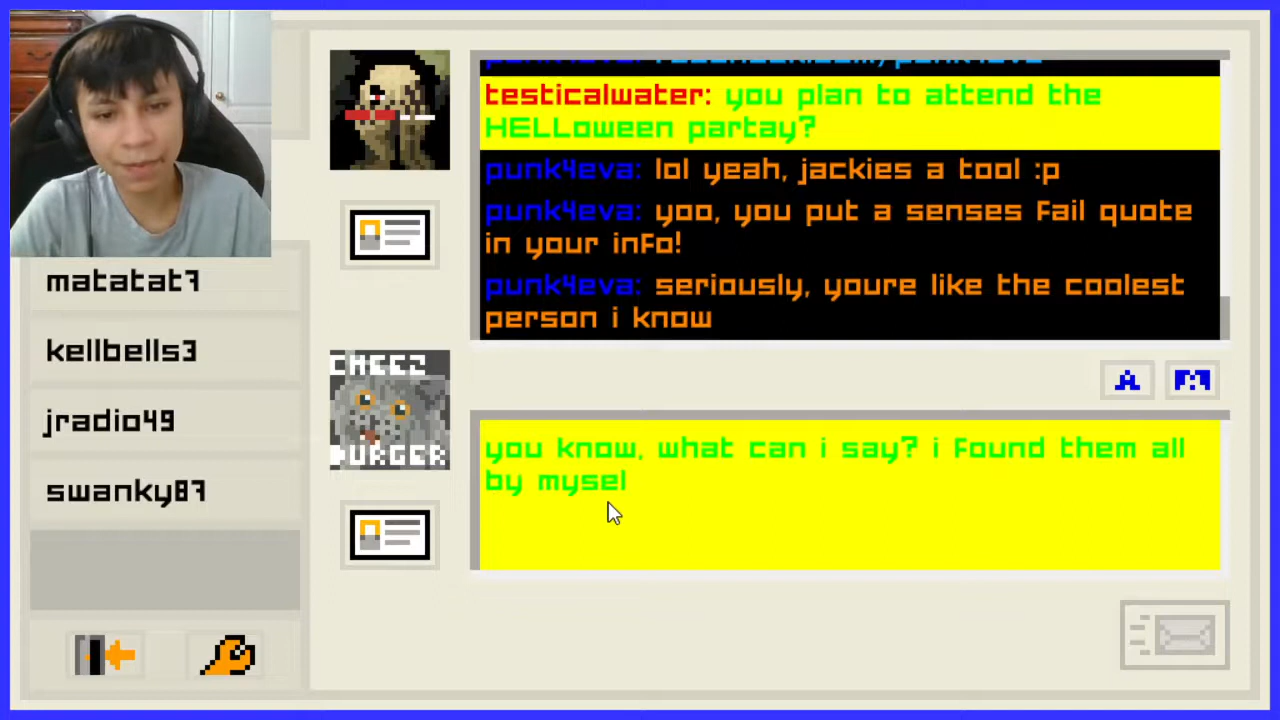 testicalwater: you plan to attend the
HELLoween partay?
punk4eva: lol yeah, jackies a tool :p
punk4eva: yoo, you put a senses fail quote
in your info!
punk4eva: seriously, youre like the coolest
person i know
matatat7
kellbells3
jradio49
swanky87
CHEEZ
BURGER
A
you know, what can i say? i found them all
by mysel